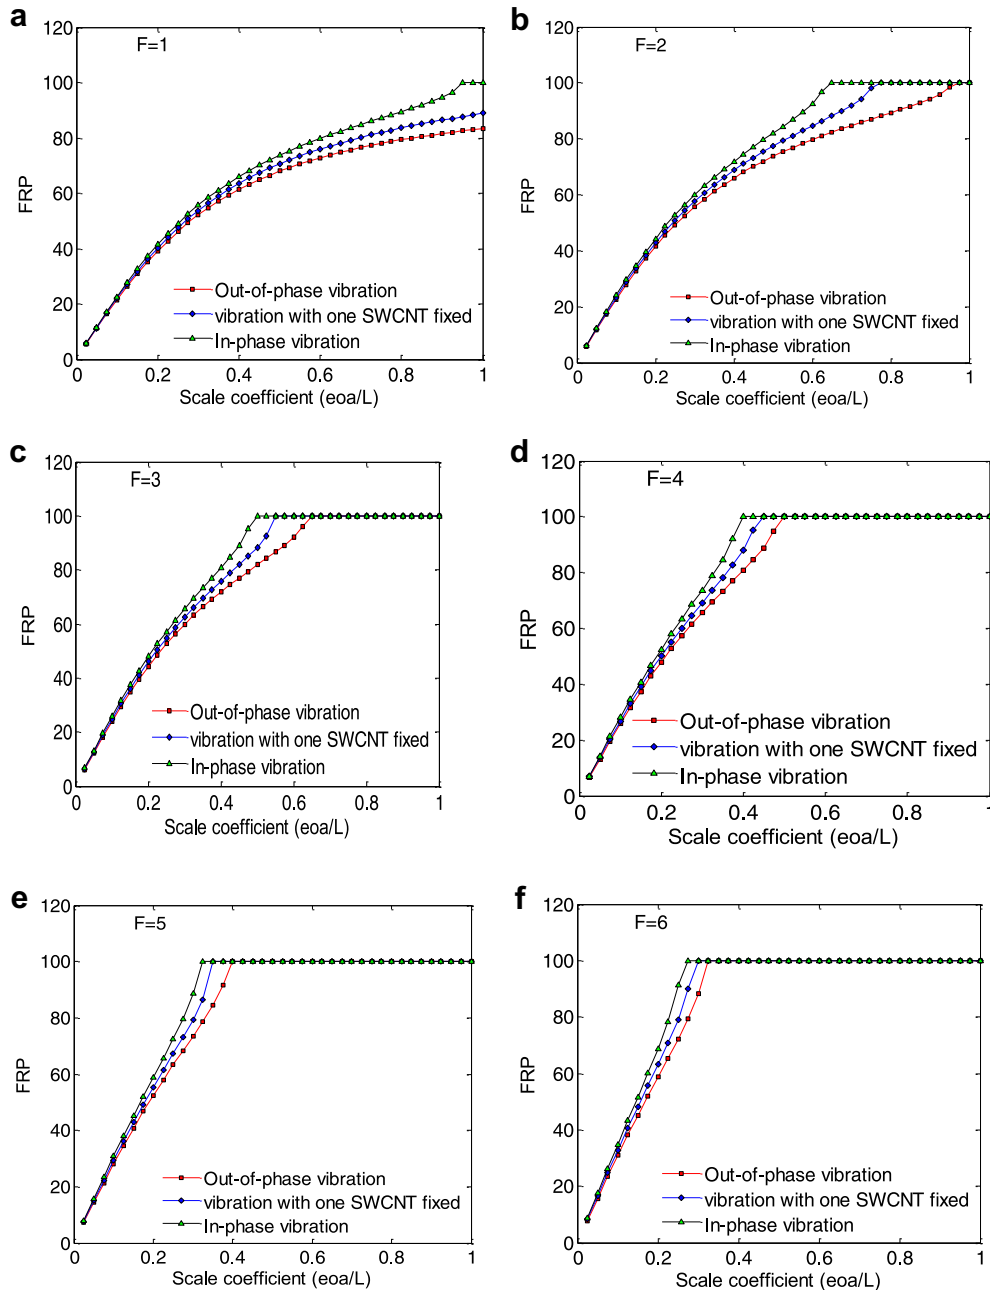 a
F=1
120
100
80
60
40
20
0
FRP
Out-of-phase vibration
vibration with one SWCNT fixed
In-phase vibration
0.2 0.4 0.6 0.8 1
Scale coefficient (eoa/L)
b
F=2
120
100
80
60
40
20
0
FRP
Out-of-phase vibration
vibration with one SWCNT fixed
In-phase vibration
0 0.2 0.4 0.6 0.8 1
Scale coefficient (eoa/L)
c
F=3
120
100
80
60
40
20
0
FRP
Out-of-phase vibration
vibration with one SWCNT fixed
In-phase vibration
0 0.2 0.4 0.6 0.8 1
Scale coefficient (eoa/L)
d
F=4
120
100
80
60
40
20
0
FRP
Out-of-phase vibration
vibration with one SWCNT fixed
In-phase vibration
0 0.2 0.4 0.6 0.8 1
Scale coefficient (eoa/L)
e
F=5
120
100
80
60
40
20
0
FRP
Out-of-phase vibration
vibration with one SWCNT fixed
In-phase vibration
0 0.2 0.4 0.6 0.8 1
Scale coefficient (eoa/L)
f
F=6
120
100
80
60
40
20
0
FRP
Out-of-phase vibration
vibration with one SWCNT fixed
In-phase vibration
0 0.2 0.4 0.6 0.8 1
Scale coefficient (eoa/L)